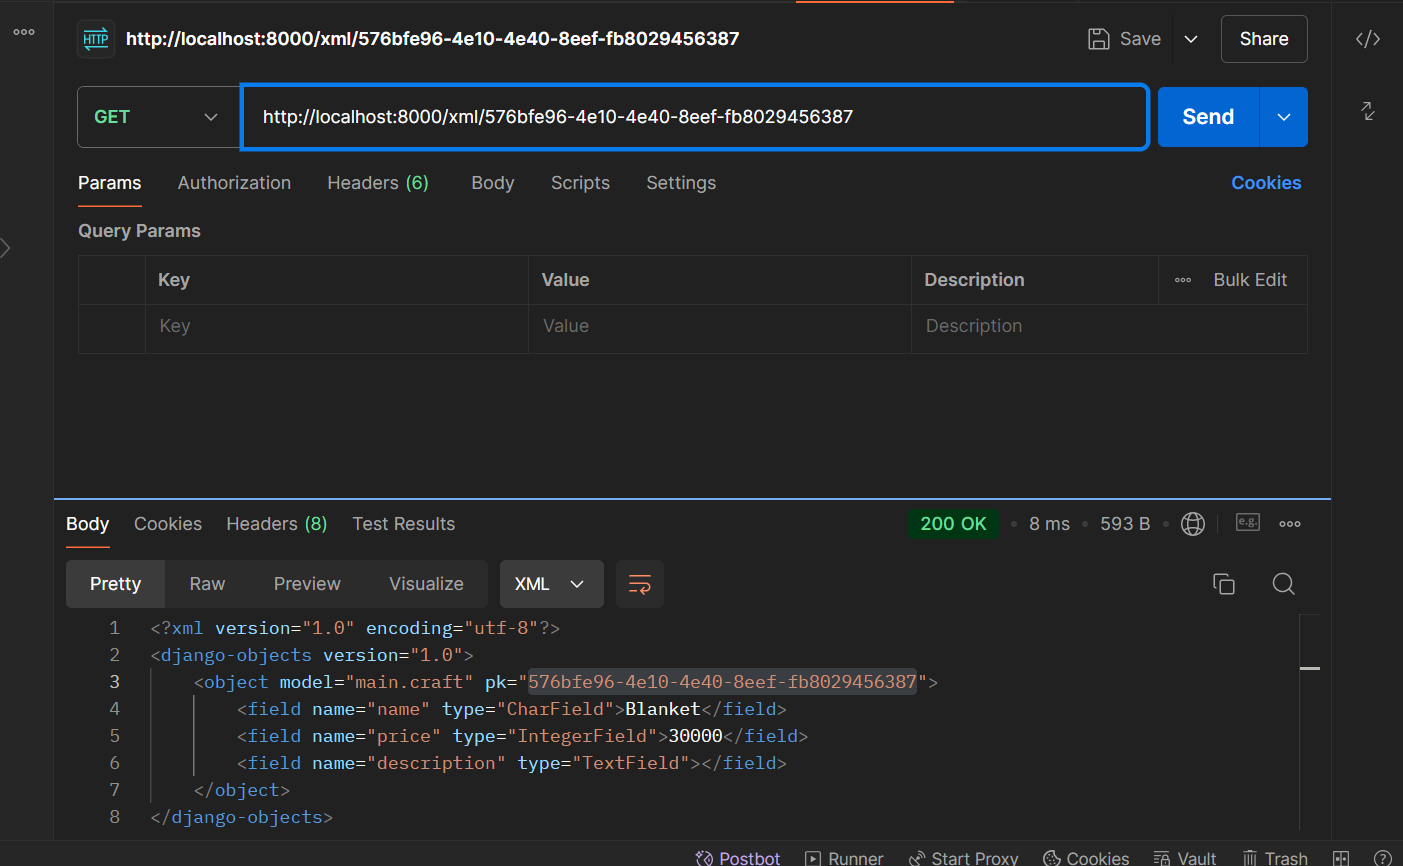 HTTP http://localhost:8000/xml/576bfe96-4e10-4e40-8eef-fb8029456387 Save Share
GET http://localhost:8000/xml/576bfe96-4e10-4e40-8eef-fb8029456387 Send
Params Authorization Headers (6) Body Scripts Settings Cookies
Query Params
Key Value Description Bulk Edit
Key Value Description
Body Cookies Headers (8) Test Results 200 OK 8 ms 593 B e.g.
Pretty Raw Preview Visualize XML
1 <?xml version="1.0" encoding="utf-8"?>
2 <django-objects version="1.0">
3 <object model="main.craft" pk="576bfe96-4e10-4e40-8eef-fb8029456387">
4 <field name="name" type="CharField">Blanket</field>
5 <field name="price" type="IntegerField">30000</field>
6 <field name="description" type="TextField"></field>
7 </object>
8 </django-objects>
Postbot Runner Start Proxy Cookies Vault Trash